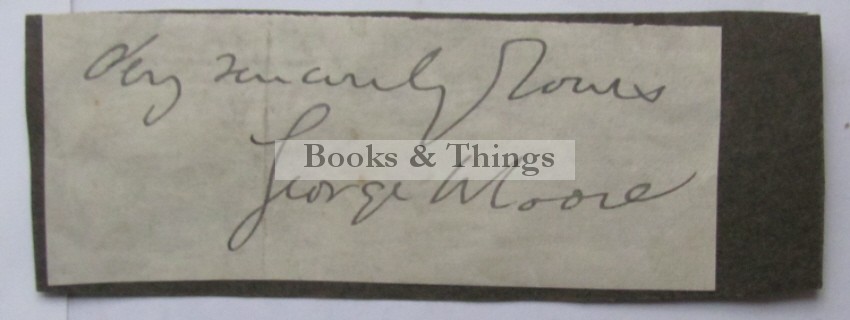 Very sincerely Yours
Books & Things
George Moore